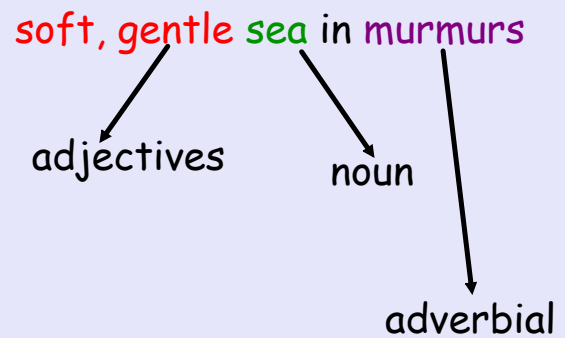 soft, gentle sea in murmurs
adjectives
noun
adverbial